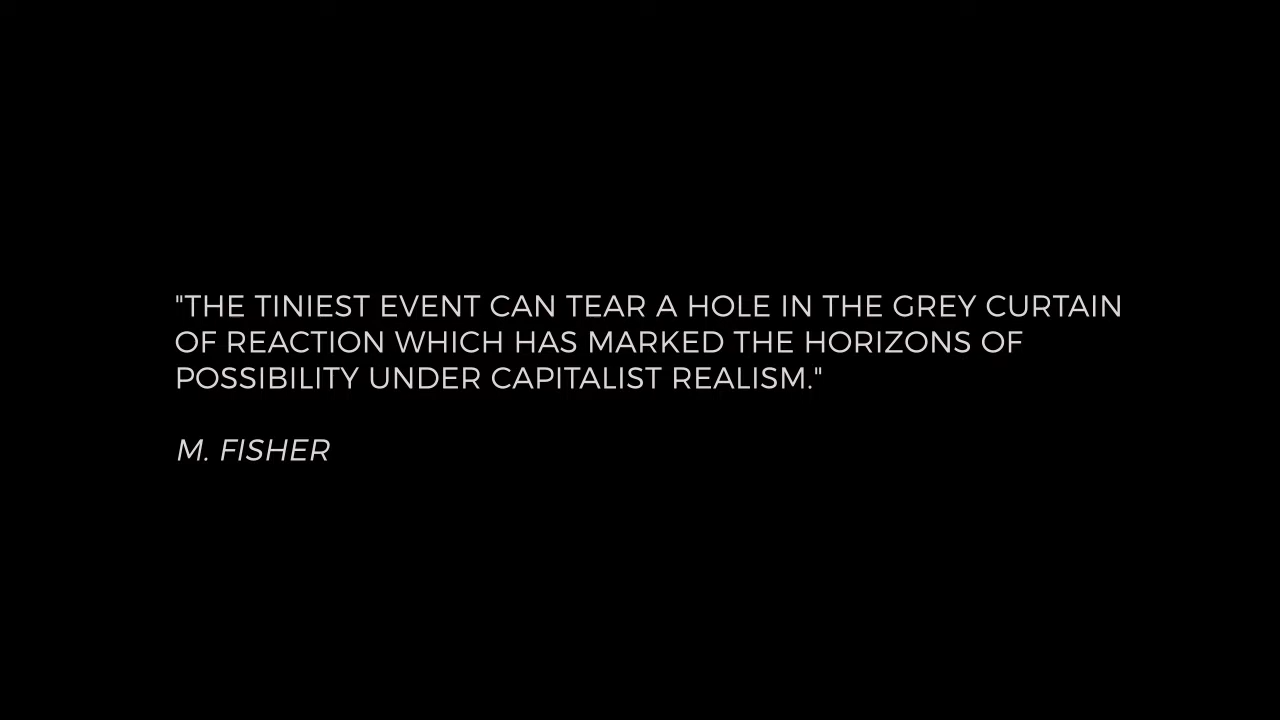 "THE TINIEST EVENT CAN TEAR A HOLE IN THE GREY CURTAIN
OF REACTION WHICH HAS MARKED THE HORIZONS OF
POSSIBILITY UNDER CAPITALIST REALISM."
M. FISHER